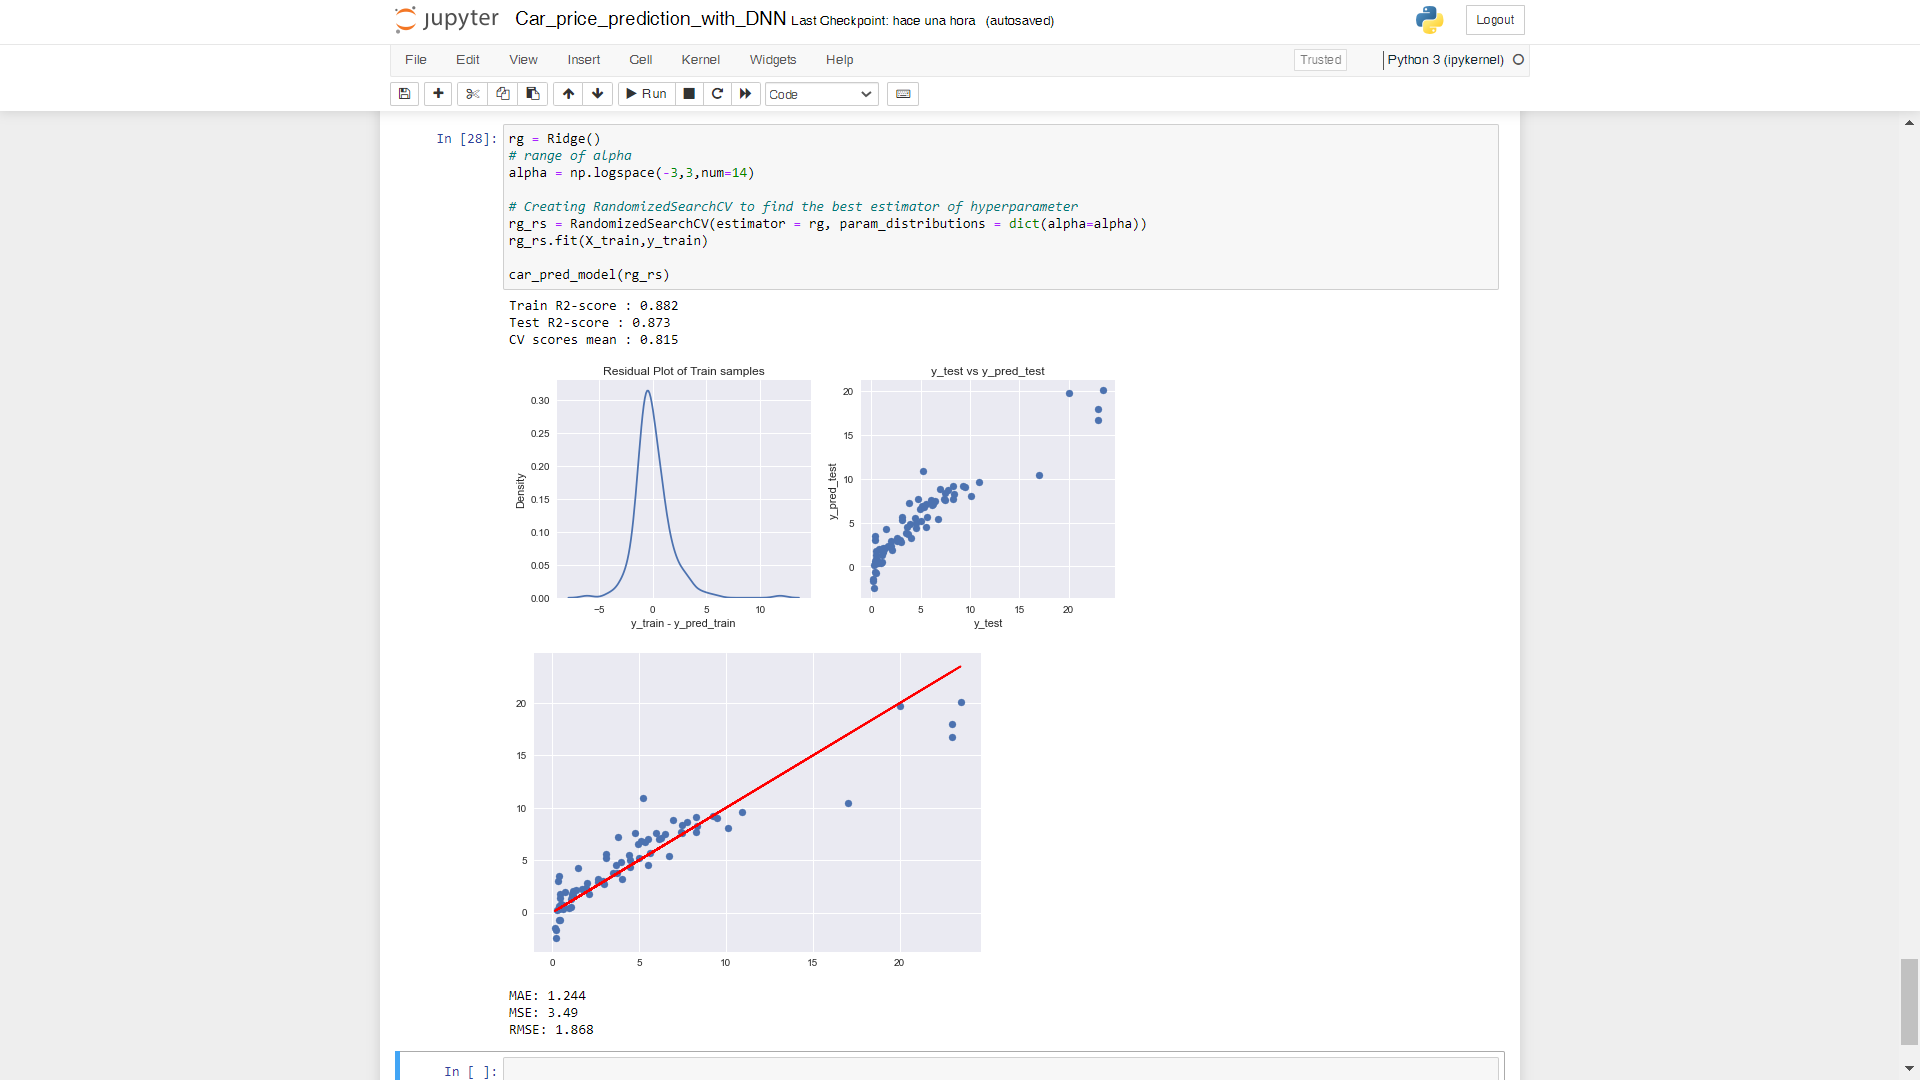 jupyter Car_price_prediction_with_DNN Last Checkpoint: hace una hora (autosaved)
Logout
File Edit View Insert Cell Kernel Widgets Help
Trusted
Python 3 (ipykernel)
Run
Code
In [28]:
rg = Ridge()
# range of alpha
alpha = np.logspace(-3,3,num=14)
# Creating RandomizedSearchCV to find the best estimator of hyperparameter
rg_rs = RandomizedSearchCV(estimator = rg, param_distributions = dict(alpha=alpha))
rg_rs.fit(X_train,y_train)
car_pred_model(rg_rs)
Train R2-score : 0.882
Test R2-score : 0.873
CV scores mean : 0.815
Residual Plot of Train samples
0.30
0.25
0.20
0.15
0.10
0.05
0.00
Density
−5 0 5 10
y_train - y_pred_train
y_test vs y_pred_test
20
15
10
5
0
y_pred_test
0 5 10 15 20
y_test
20
15
10
5
0
0 5 10 15 20
MAE: 1.244
MSE: 3.49
RMSE: 1.868
In [ ]: